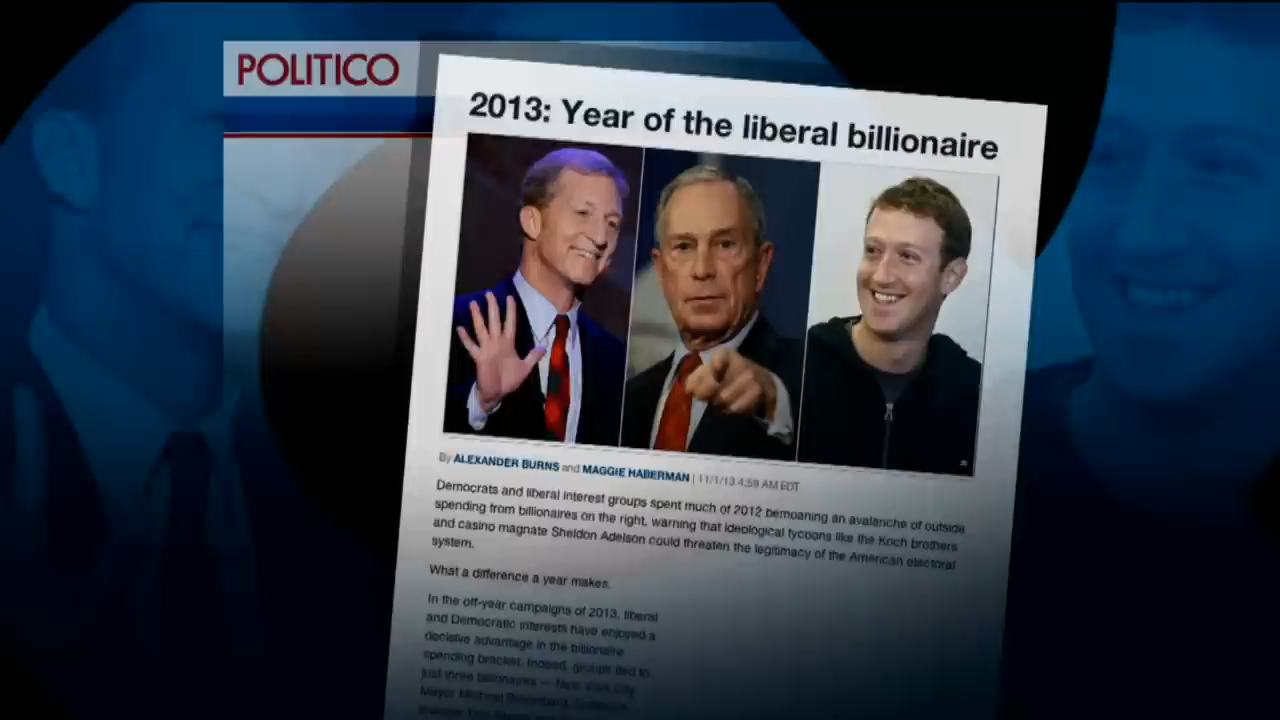 POLITICO
2013: Year of the liberal billionaire
By ALEXANDER BURNS and MAGGIE HABERMAN | 11/1/13 4:59 AM EDT
Democrats and liberal interest groups spent much of 2012 bemoaning an avalanche of outside
spending from billionaires on the right, warning that ideological tycoons like the Koch brothers
and casino magnate Sheldon Adelson could threaten the legitimacy of the American electoral
system.
What a difference a year makes.
In the off-year campaigns of 2013, liberal
and Democratic interests have enjoyed a
decisive advantage in the billionaire
spending bracket. Indeed, groups tied to
just three billionaires — New York City
Mayor Michael Bloomberg,